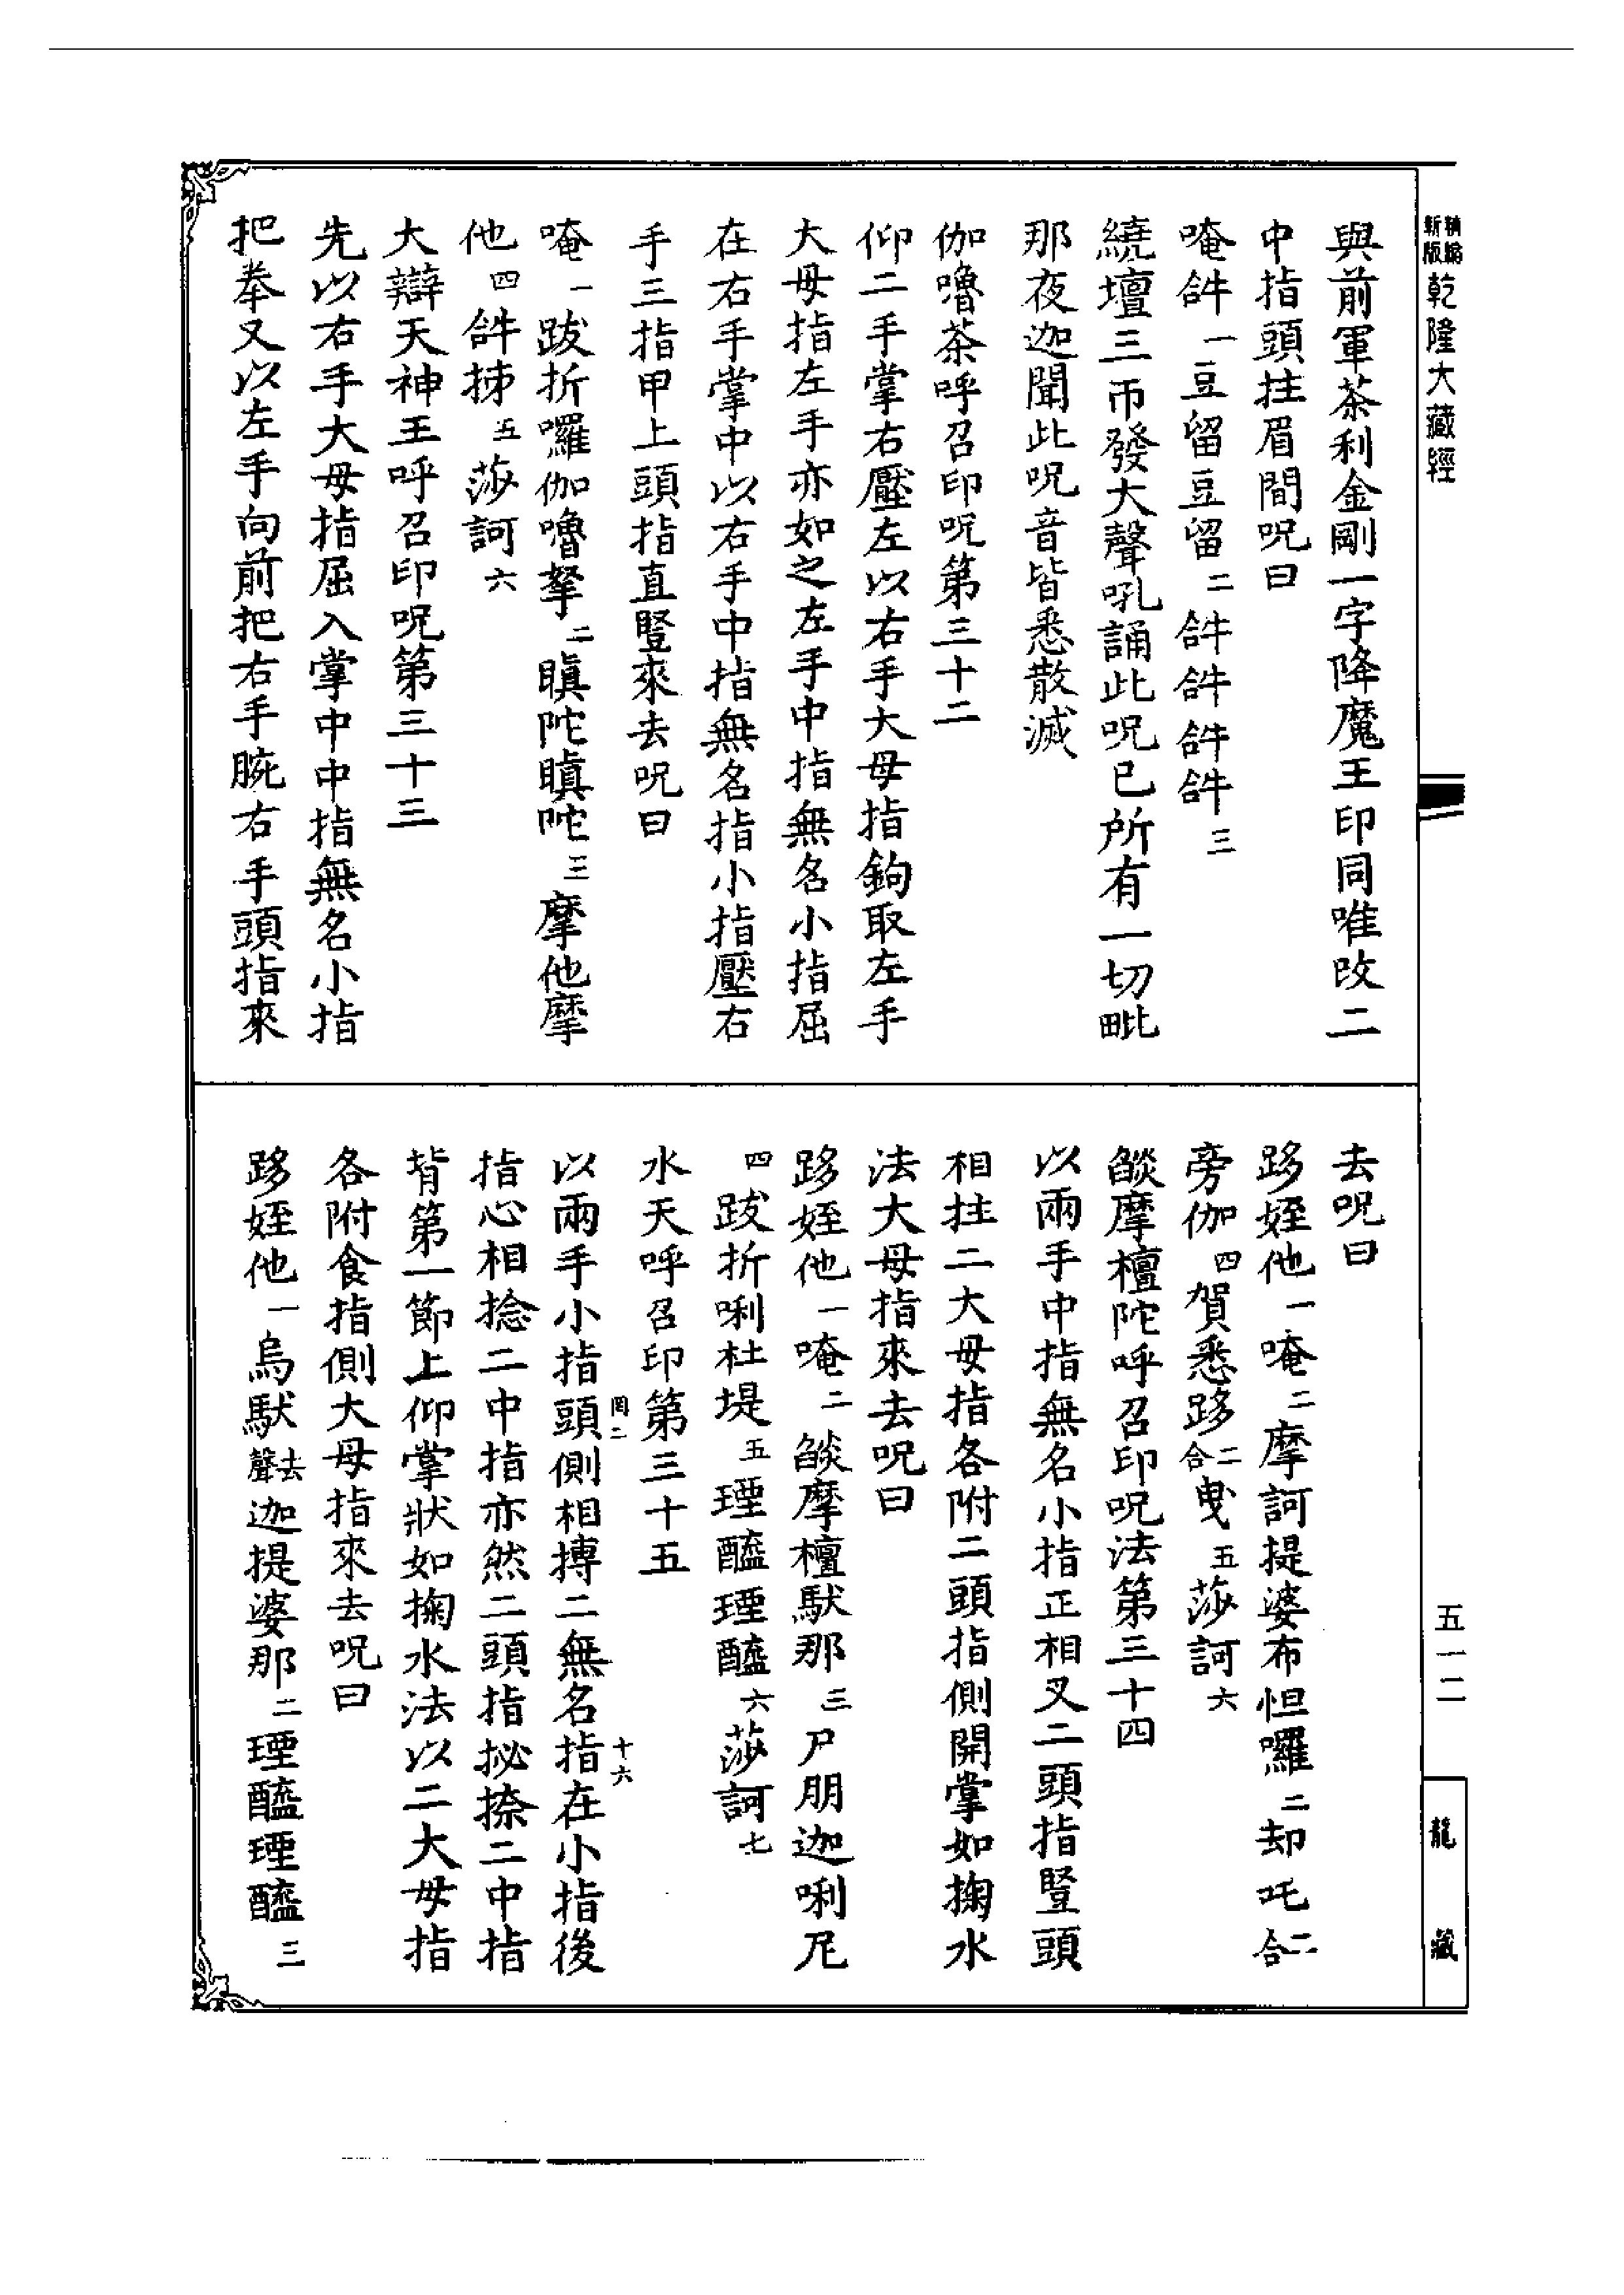 精編
新版
乾隆大藏經
與前軍荼利金剛一字降魔王印同唯改二
中指頭拄眉間呪曰
唵𤙖一豆留豆留二𤙖𤙖𤙖𤙖三
繞壇三帀發大聲吼誦此呪已所有一切毗
那夜迦聞此呪音皆悉散滅
伽嚕荼呼召印呪第三十二
仰二手掌右壓左以右手大母指鉤取左手
大母指左手亦如之左手中指無名小指屈
在右手掌中以右手中指無名指小指壓右
手三指甲上頭指直豎來去呪曰
唵一跋折囉伽嚕拏二瞋陀瞋陀三摩他摩
他四𤙖抪五莎訶六
大辯天神王呼召印呪第三十三
先以右手大母指屈入掌中中指無名小指
把拳又以左手向前把右手腕右手頭指來
去呪曰
跢姪他一唵二摩訶提婆布怛囉二却吒二合
旁伽四賀悉跢二合曳五莎訶六
燄摩檀陀呼召印呪法第三十四
以兩手中指無名小指正相叉二頭指豎頭
相拄二大母指各附二頭指側開掌如掬水
法大母指來去呪曰
跢姪他一唵二燄摩檀馱那三尸朋迦唎尼
四跋折唎杜堤五瑿醯瑿醯六莎訶七
水天呼召印第三十五
以兩手小指頭側相搏二無名指在小指後
指心相捻二中指亦然二頭指拶捺二中指
背第一節上仰掌狀如掬水法以二大母指
各附食指側大母指來去呪曰
跢姪他一烏馱去聲迦提婆那二瑿醯瑿醯三
罔二
十六
五一二
龍藏